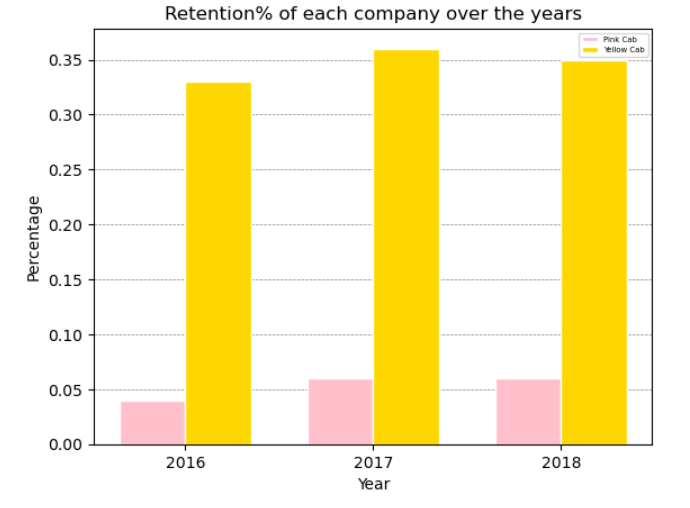 Retention% of each company over the years
Pink Cab
Yellow Cab
0.35
0.30
0.25
0.20
0.15
0.10
0.05
0.00
Percentage
2016 2017 2018
Year